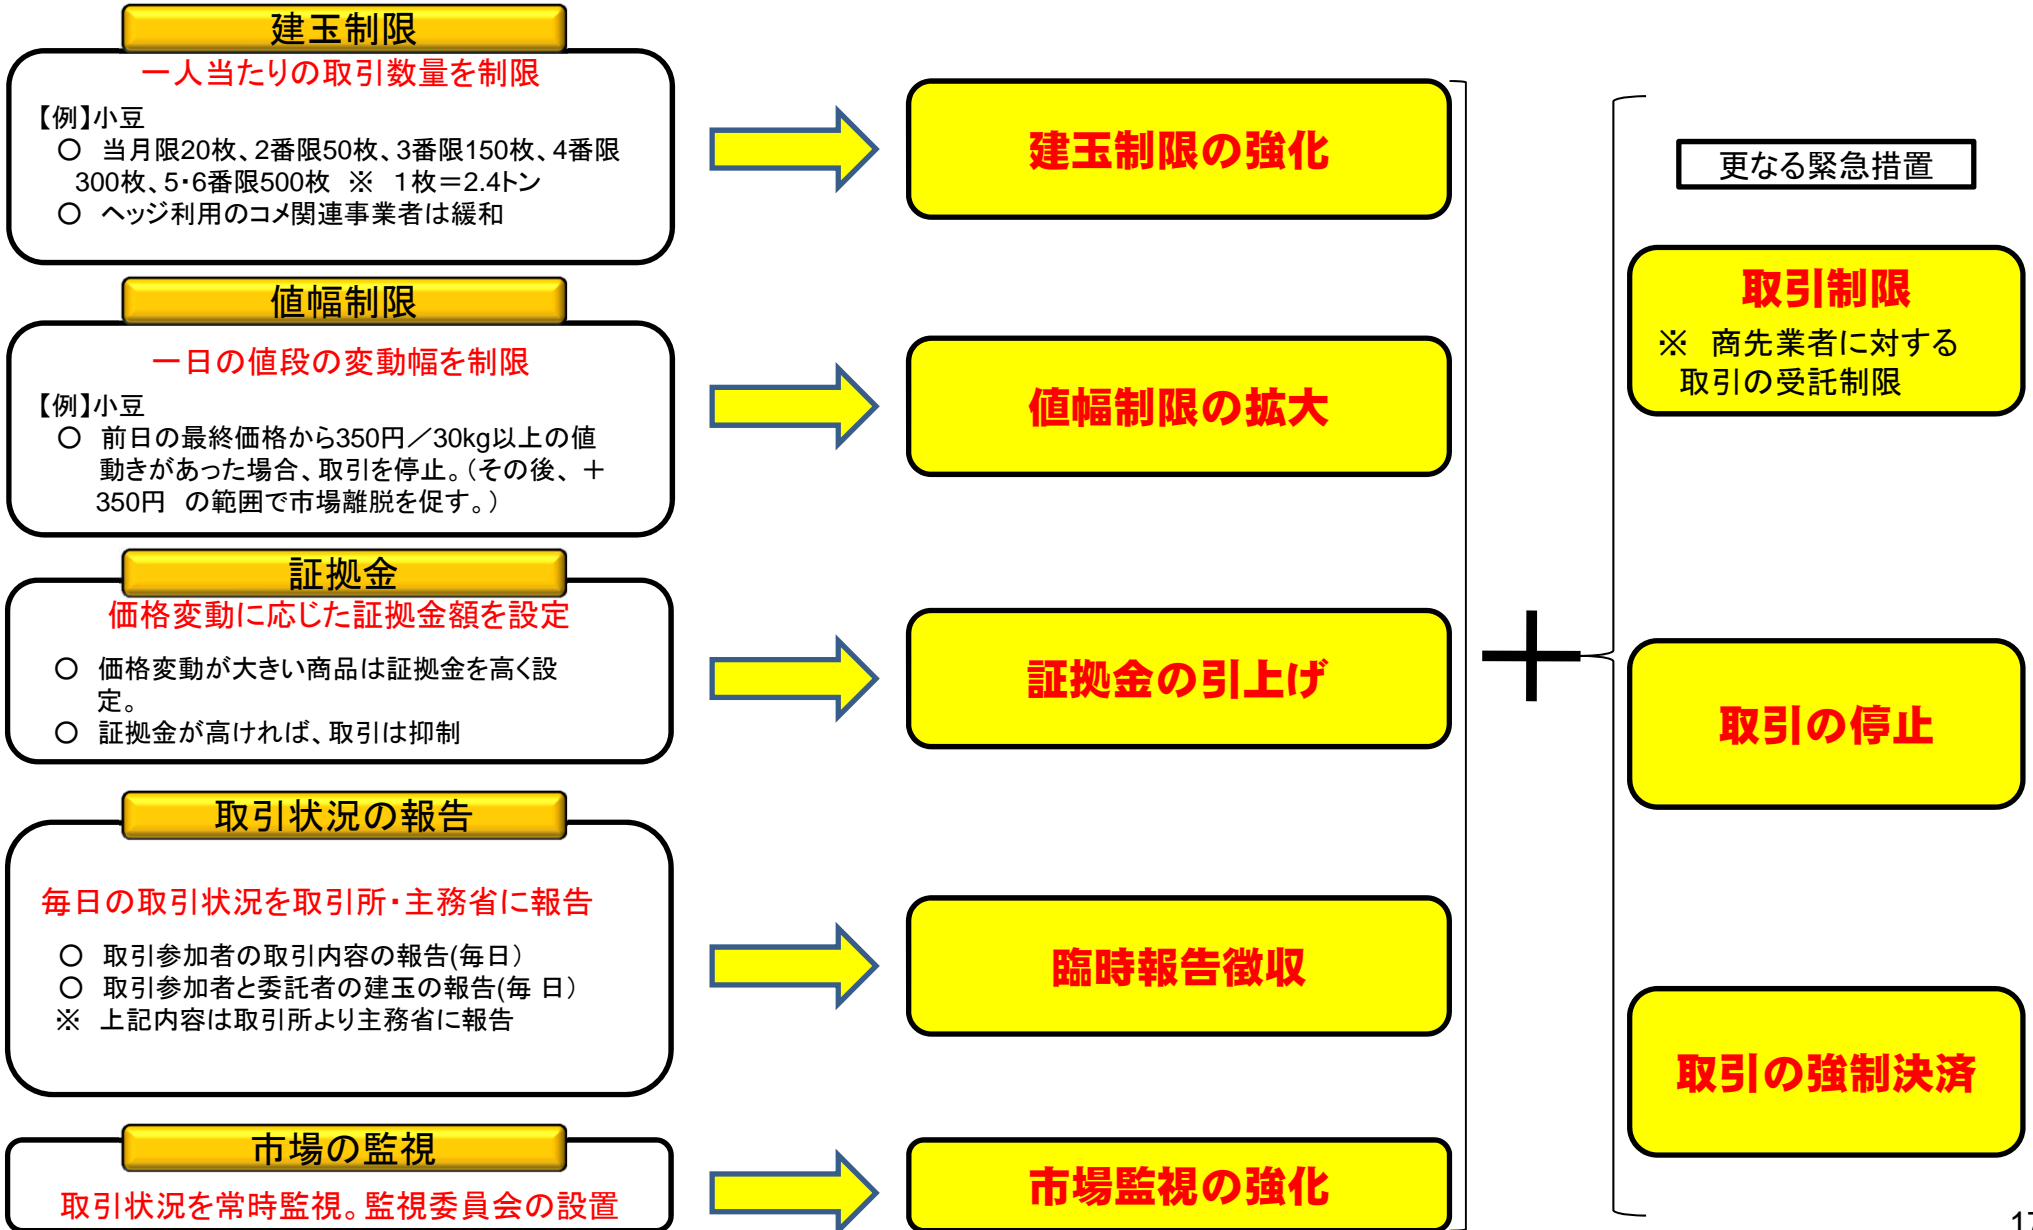 建玉制限
一人当たりの取引数量を制限
【例】小豆
○ 当月限20枚、2番限50枚、3番限150枚、4番限
300枚、5・6番限500枚 ※ 1枚＝2.4トン
○ ヘッジ利用のコメ関連事業者は緩和
建玉制限の強化
値幅制限
一日の値段の変動幅を制限
【例】小豆
○ 前日の最終価格から350円／30kg以上の値
動きがあった場合、取引を停止。（その後、＋
350円 の範囲で市場離脱を促す。）
値幅制限の拡大
証拠金
価格変動に応じた証拠金額を設定
○ 価格変動が大きい商品は証拠金を高く設
定。
○ 証拠金が高ければ、取引は抑制
証拠金の引上げ
取引状況の報告
毎日の取引状況を取引所・主務省に報告
○ 取引参加者の取引内容の報告(毎日）
○ 取引参加者と委託者の建玉の報告(毎 日）
※ 上記内容は取引所より主務省に報告
臨時報告徴収
市場の監視
取引状況を常時監視。監視委員会の設置
市場監視の強化
＋
更なる緊急措置
取引制限
※ 商先業者に対する
取引の受託制限
取引の停止
取引の強制決済
17